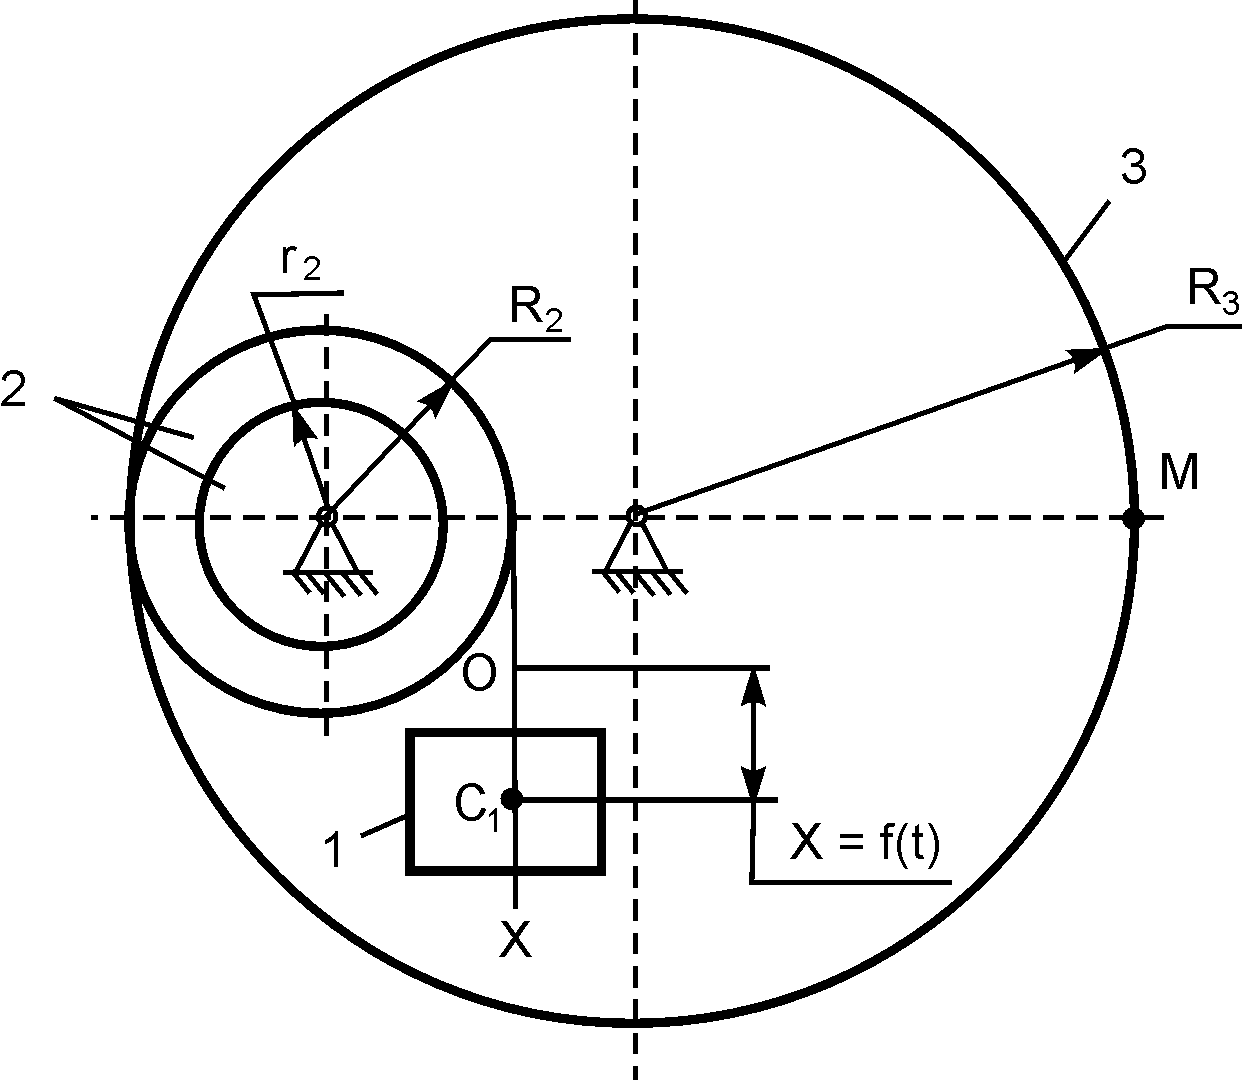 3
r2
R2
R3
2
M
O
C1
1
X = f(t)
X